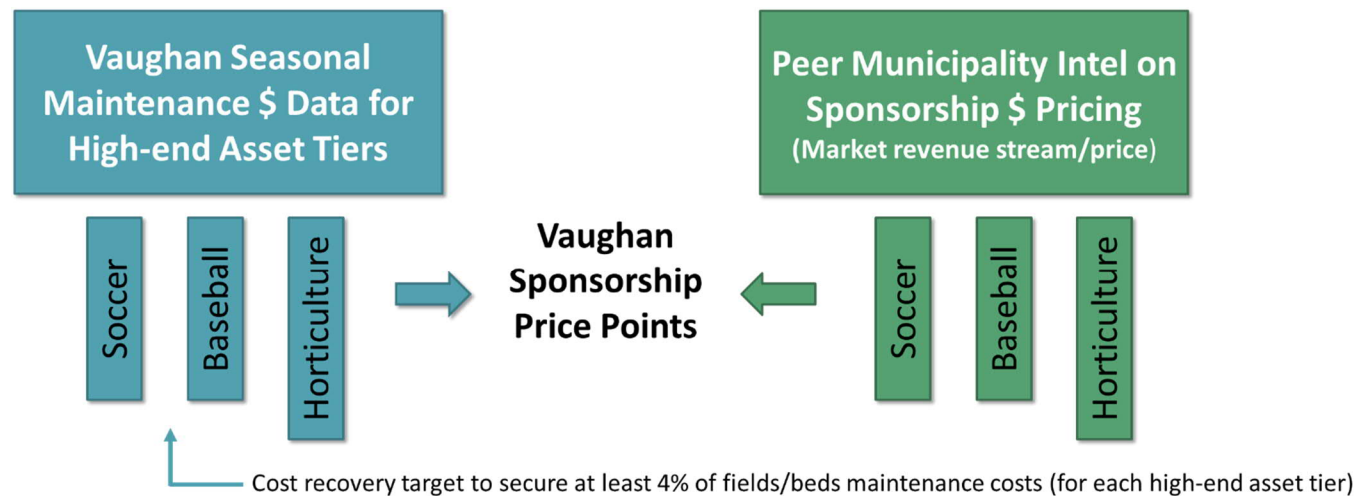 Vaughan Seasonal
Maintenance $ Data for
High-end Asset Tiers
Soccer
Baseball
Horticulture
Vaughan
Sponsorship
Price Points
Peer Municipality Intel on
Sponsorship $ Pricing
(Market revenue stream/price)
Soccer
Baseball
Horticulture
Cost recovery target to secure at least 4% of fields/beds maintenance costs (for each high-end asset tier)